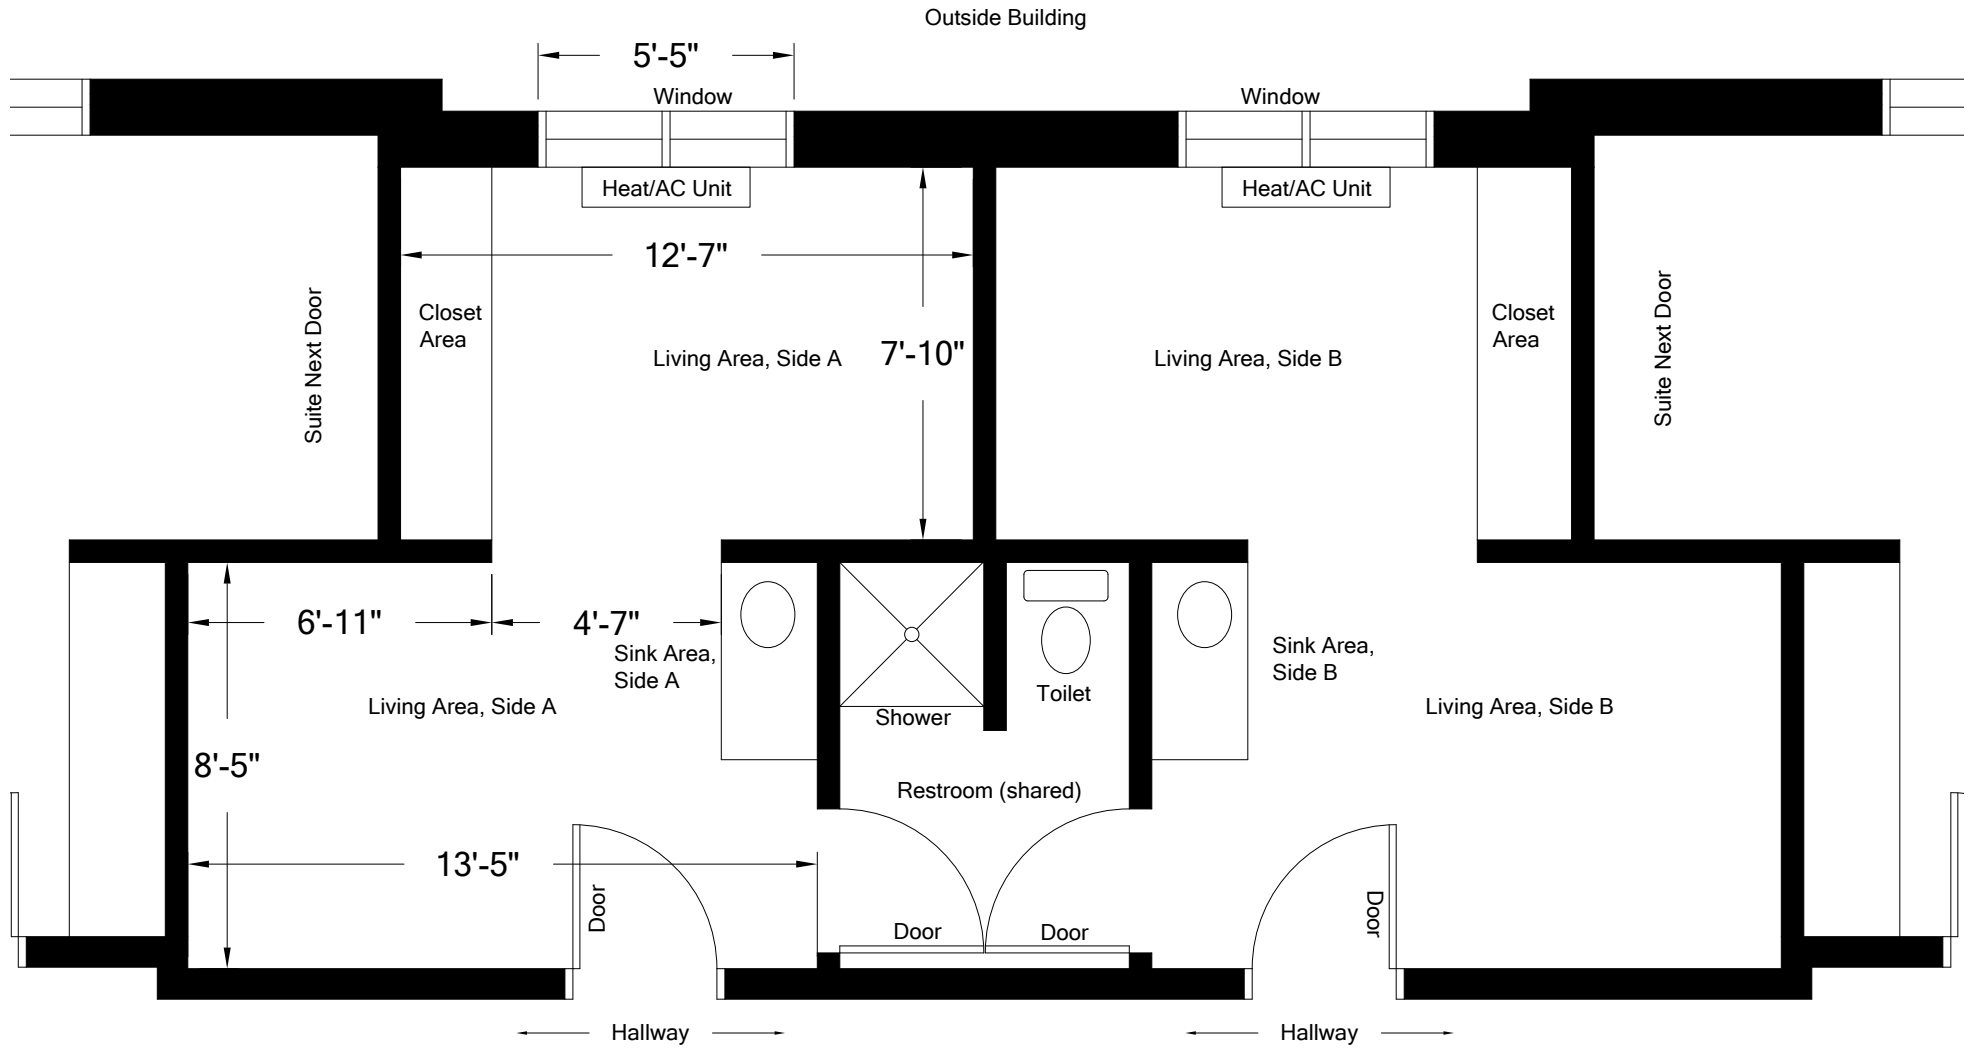 Outside Building
5'-5"
Window
Window
Heat/AC Unit
Heat/AC Unit
12'-7"
Suite Next Door
Closet
Area
Living Area, Side A
7'-10"
Living Area, Side B
Closet
Area
Suite Next Door
6'-11"
4'-7"
Sink Area,
Side A
Sink Area,
Side B
Toilet
Living Area, Side A
Shower
Living Area, Side B
8'-5"
Restroom (shared)
13'-5"
Door
Door
Door
Door
Hallway
Hallway